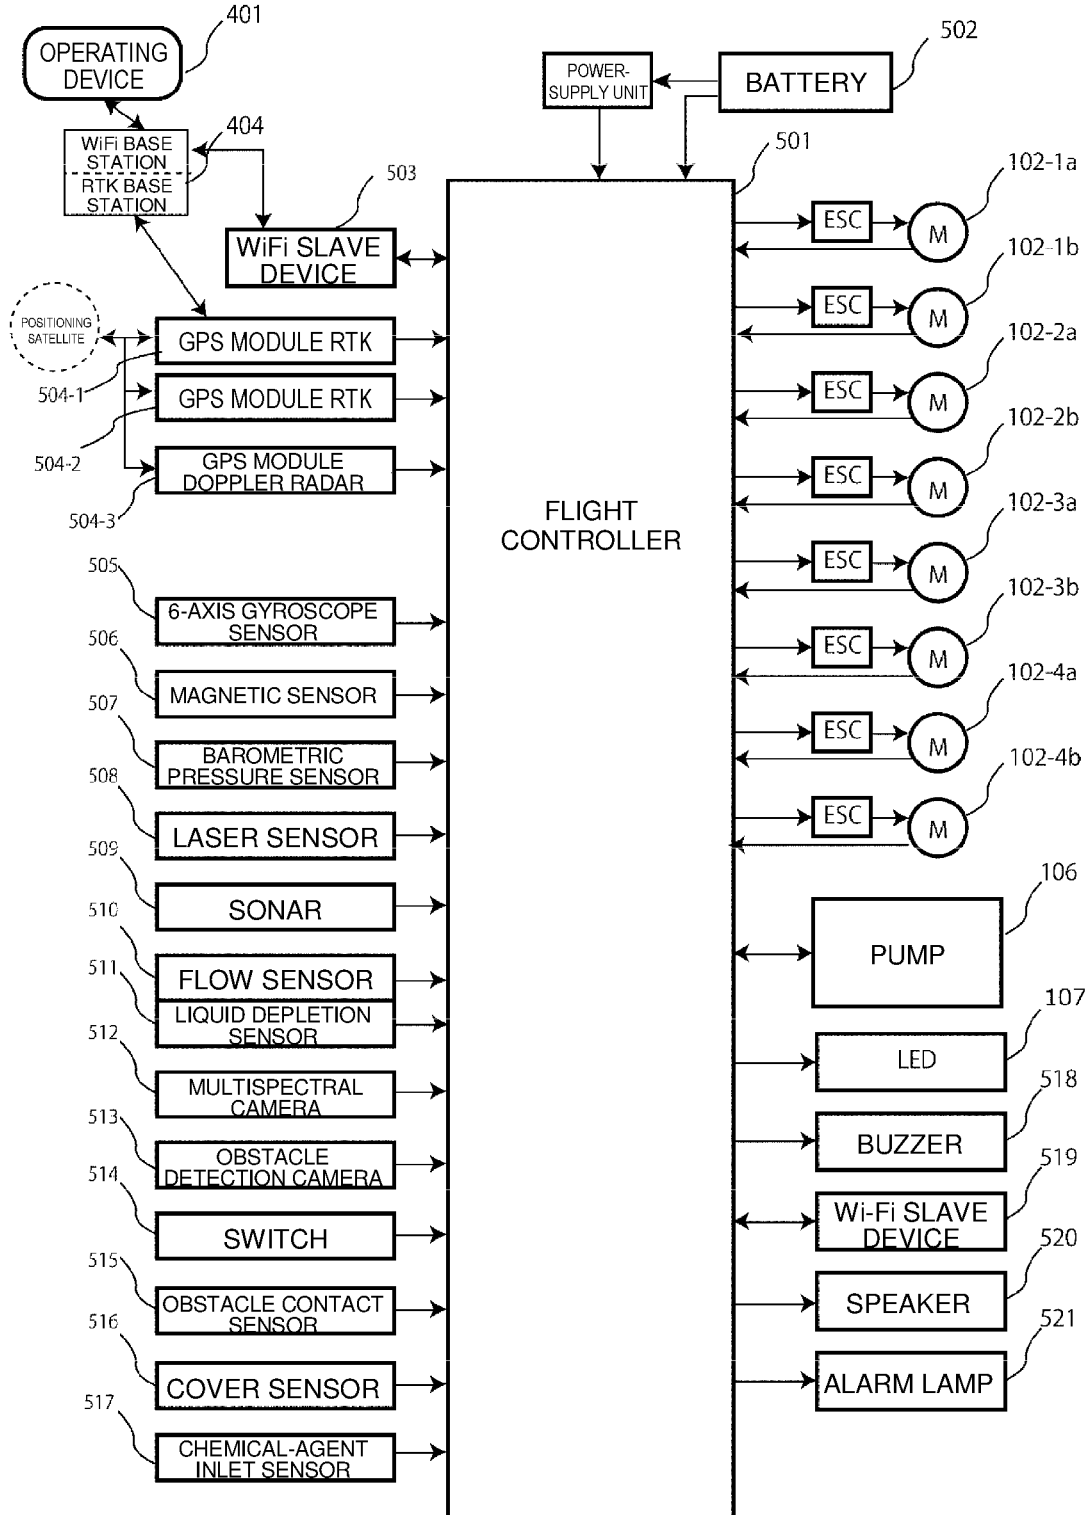 401
OPERATING
DEVICE
502
POWER-
SUPPLY UNIT
BATTERY
404
WiFi BASE
STATION
RTK BASE
STATION
501
503
WiFi SLAVE
DEVICE
POSITIONING
SATELLITE
GPS MODULE RTK
504-1
GPS MODULE RTK
504-2
GPS MODULE
DOPPLER RADAR
504-3
FLIGHT
CONTROLLER
505
6-AXIS GYROSCOPE
SENSOR
506
MAGNETIC SENSOR
507
BAROMETRIC
PRESSURE SENSOR
508
LASER SENSOR
509
SONAR
510
FLOW SENSOR
511
LIQUID DEPLETION
SENSOR
512
MULTISPECTRAL
CAMERA
513
OBSTACLE
DETECTION CAMERA
514
SWITCH
515
OBSTACLE CONTACT
SENSOR
516
COVER SENSOR
517
CHEMICAL-AGENT
INLET SENSOR
102-1a
ESC
M
102-1b
ESC
M
102-2a
ESC
M
102-2b
ESC
M
102-3a
ESC
M
102-3b
ESC
M
102-4a
ESC
M
102-4b
ESC
M
106
PUMP
107
LED
518
BUZZER
519
Wi-Fi SLAVE
DEVICE
520
SPEAKER
521
ALARM LAMP